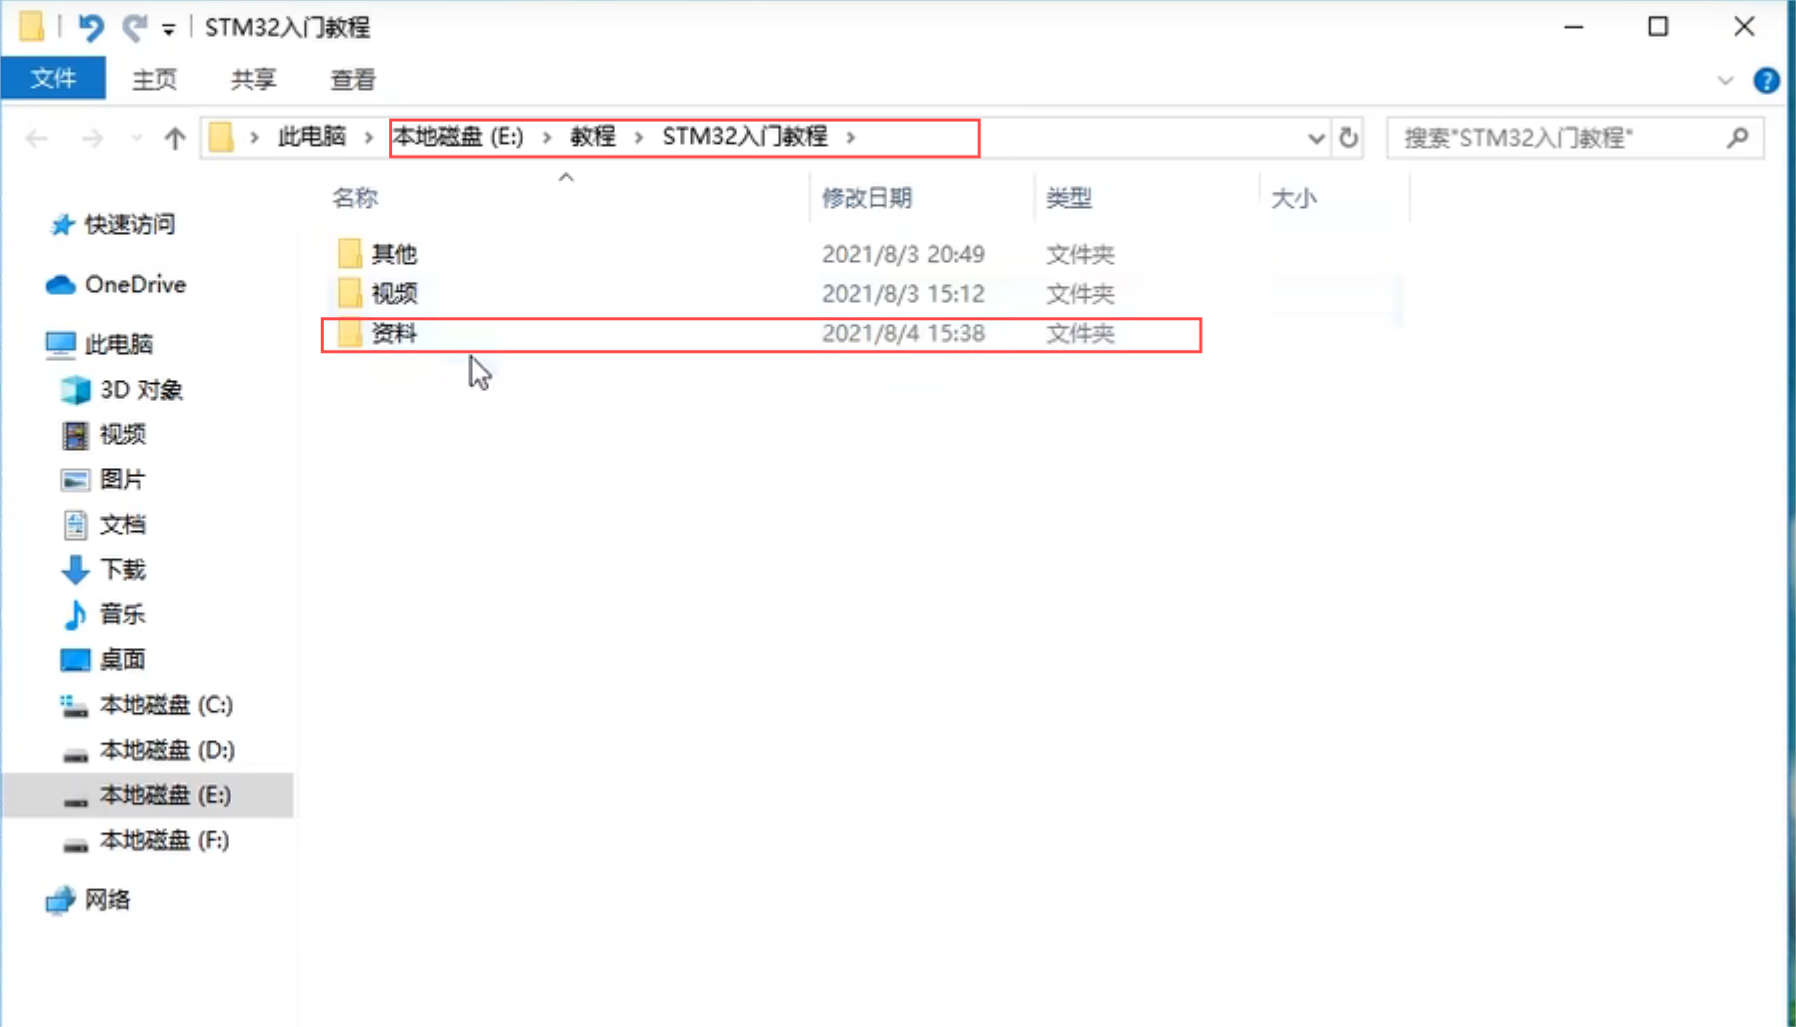 STM32入门教程
文件 主页 共享 查看
此电脑 › 本地磁盘 (E:) › 教程 › STM32入门教程 › 搜索"STM32入门教程"
名称 修改日期 类型 大小
其他 2021/8/3 20:49 文件夹
视频 2021/8/3 15:12 文件夹
资料 2021/8/4 15:38 文件夹
快速访问
OneDrive
此电脑
3D 对象
视频
图片
文档
下载
音乐
桌面
本地磁盘 (C:)
本地磁盘 (D:)
本地磁盘 (E:)
本地磁盘 (F:)
网络